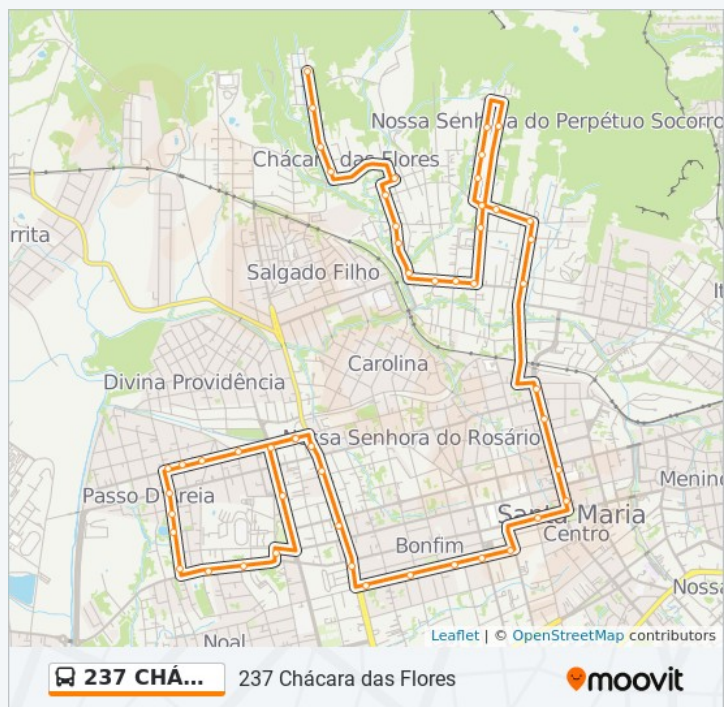 Nossa Senhora do Perpétuo Socorro
Chácara das Flores
rrita
Salgado Filho
It
Carolina
Divina Providência
Nossa Senhora do Rosário
Menino
Passo D'Areia
Santa Maria
Centro
Bonfim
Nossa
Noal
Leaflet | © OpenStreetMap contributors
237 CHÁ...
237 Chácara das Flores
moovit